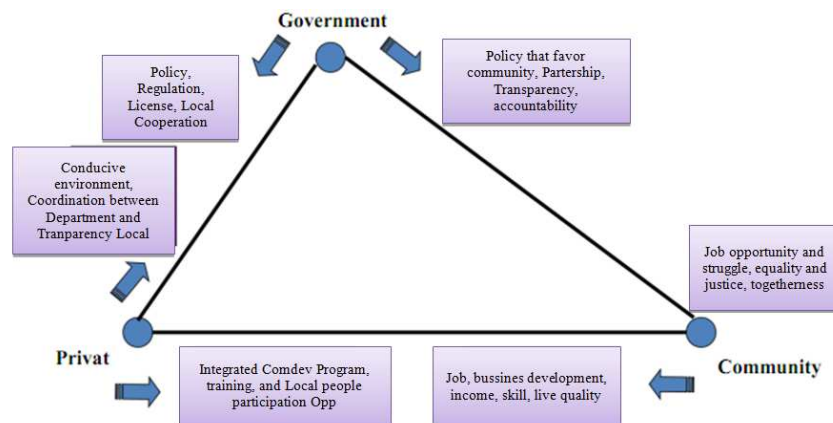 Government
Policy,
Regulation,
License, Local
Cooperation
Policy that favor
community, Partership,
Transparency,
accountability
Conducive
environment,
Coordination between
Department and
Tranparency Local
Job opportunity and
struggle, equality and
justice, togetherness
Privat
Community
Integrated Comdev Program,
training, and Local people
participation Opp
Job, bussines development,
income, skill, live quality